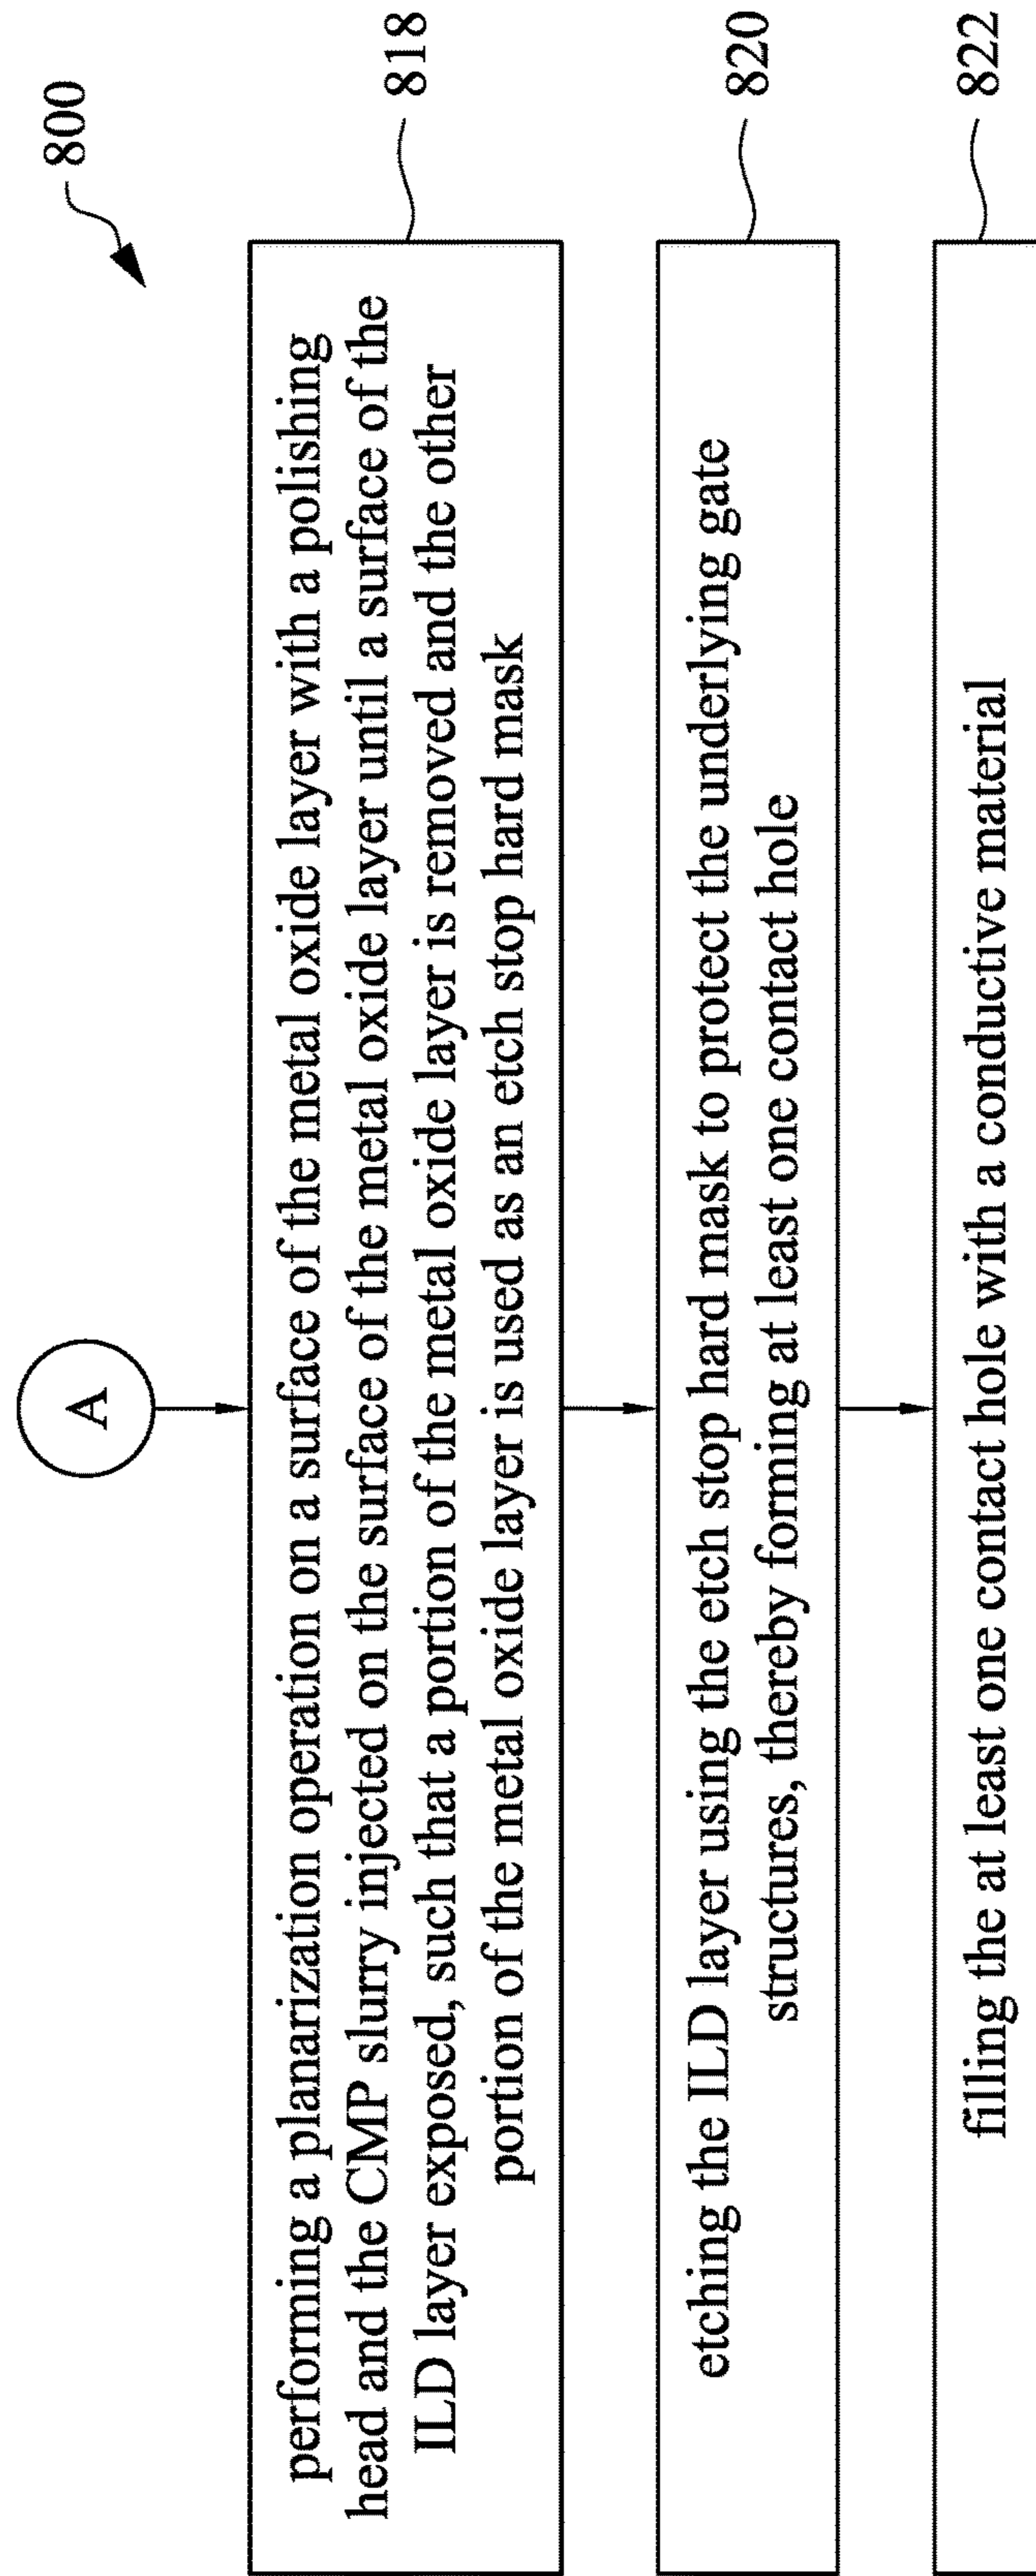 800
A
performing a planarization operation on a surface of the metal oxide layer with a polishing
head and the CMP slurry injected on the surface of the metal oxide layer until a surface of the
ILD layer exposed, such that a portion of the metal oxide layer is removed and the other
portion of the metal oxide layer is used as an etch stop hard mask
818
etching the ILD layer using the etch stop hard mask to protect the underlying gate
structures, thereby forming at least one contact hole
820
filling the at least one contact hole with a conductive material
822